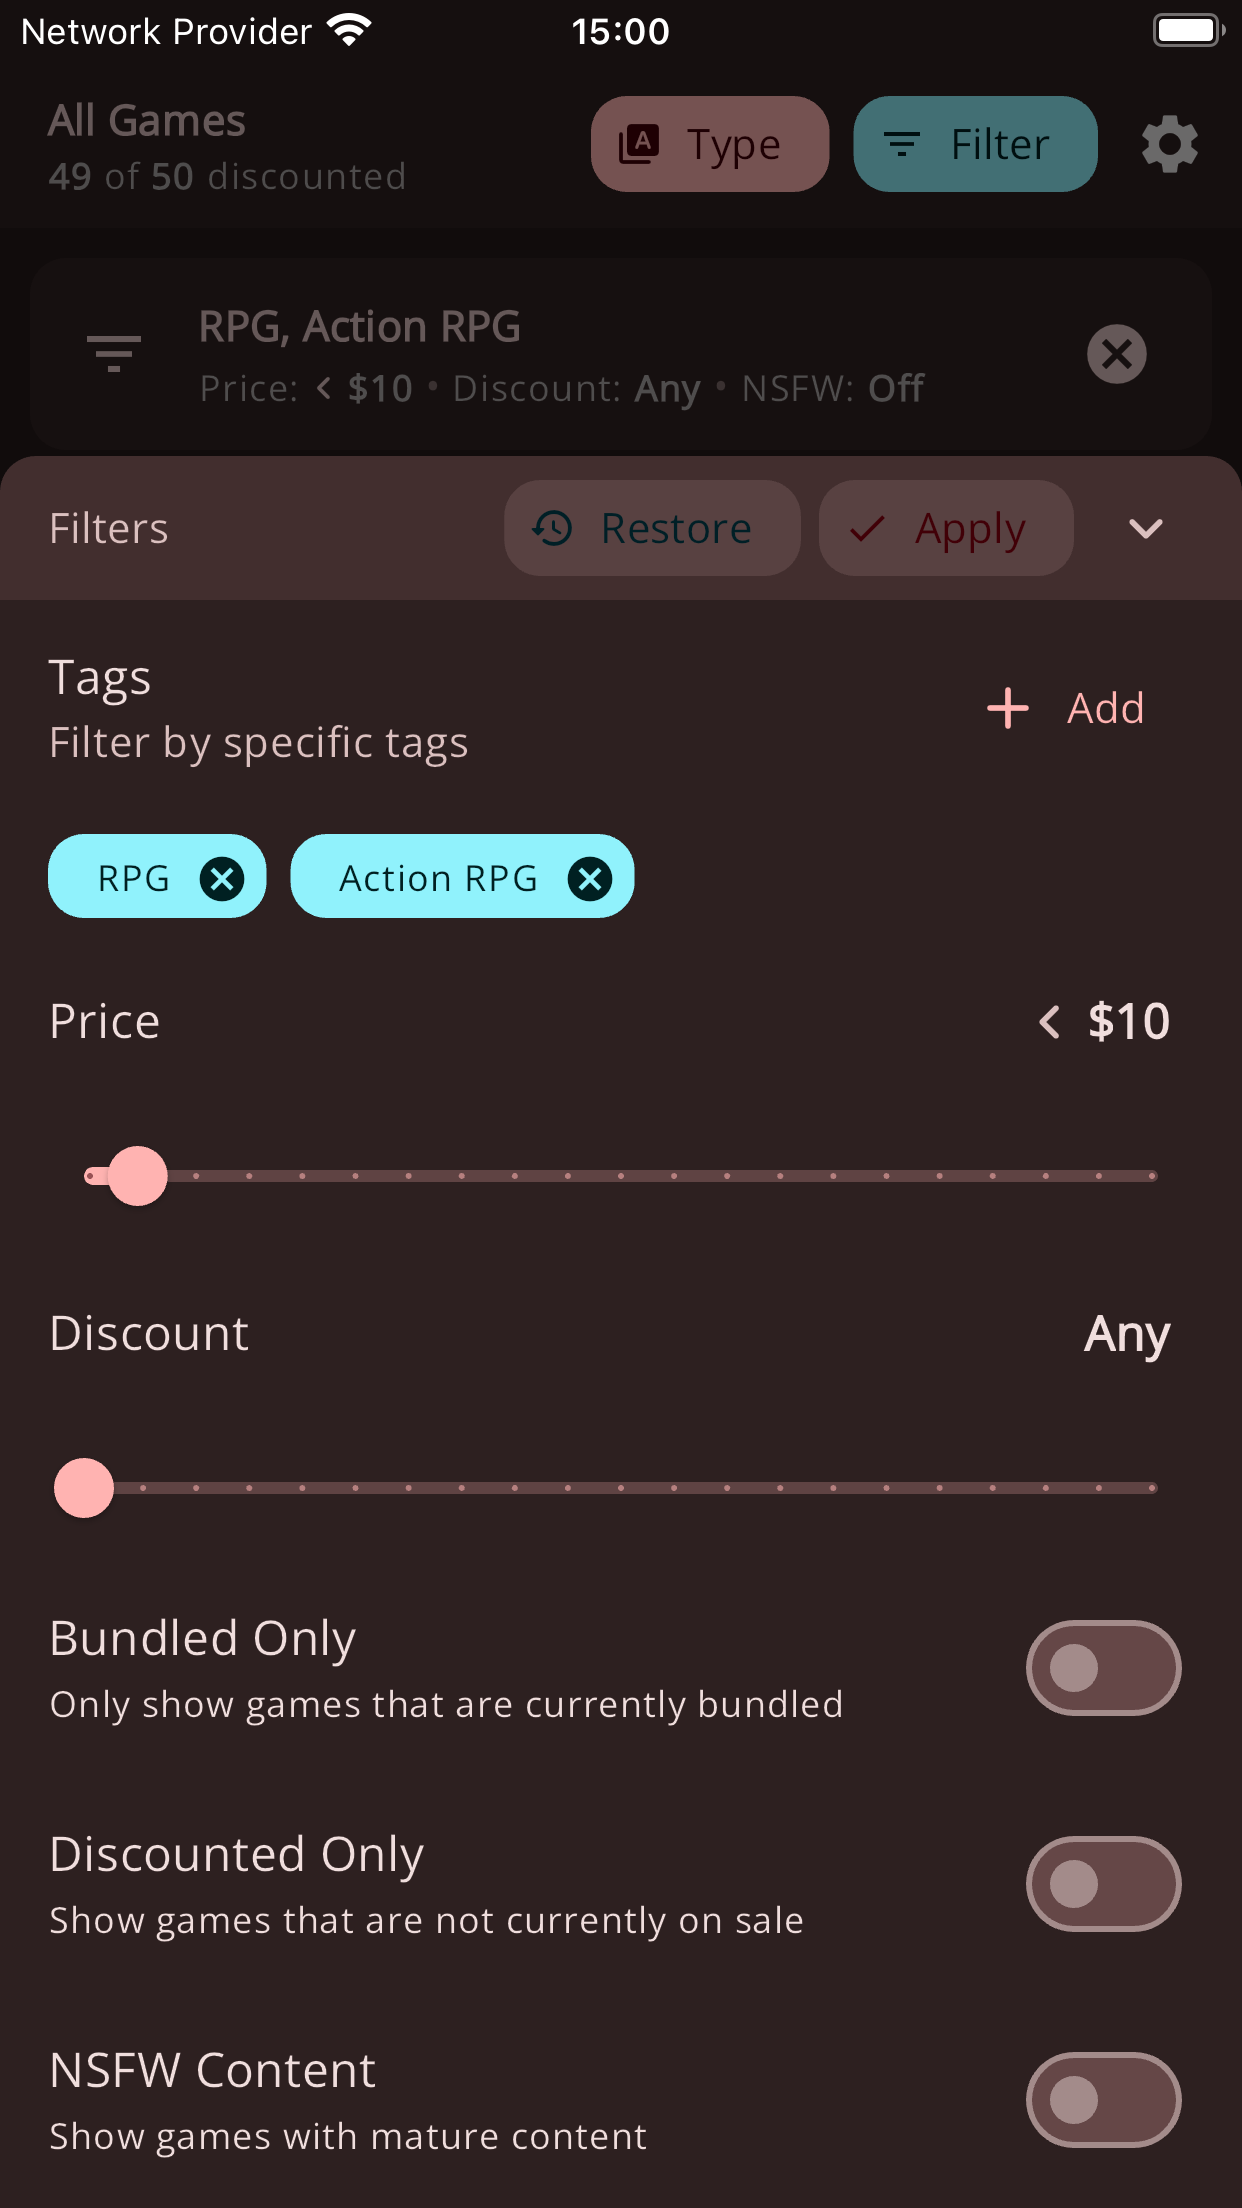 Network Provider 15:00
All Games
49 of 50 discounted
Type
Filter
RPG, Action RPG
Price: < $10 • Discount: Any • NSFW: Off
Filters
Restore
Apply
Tags
Filter by specific tags
Add
RPG
Action RPG
Price
< $10
Discount
Any
Bundled Only
Only show games that are currently bundled
Discounted Only
Show games that are not currently on sale
NSFW Content
Show games with mature content